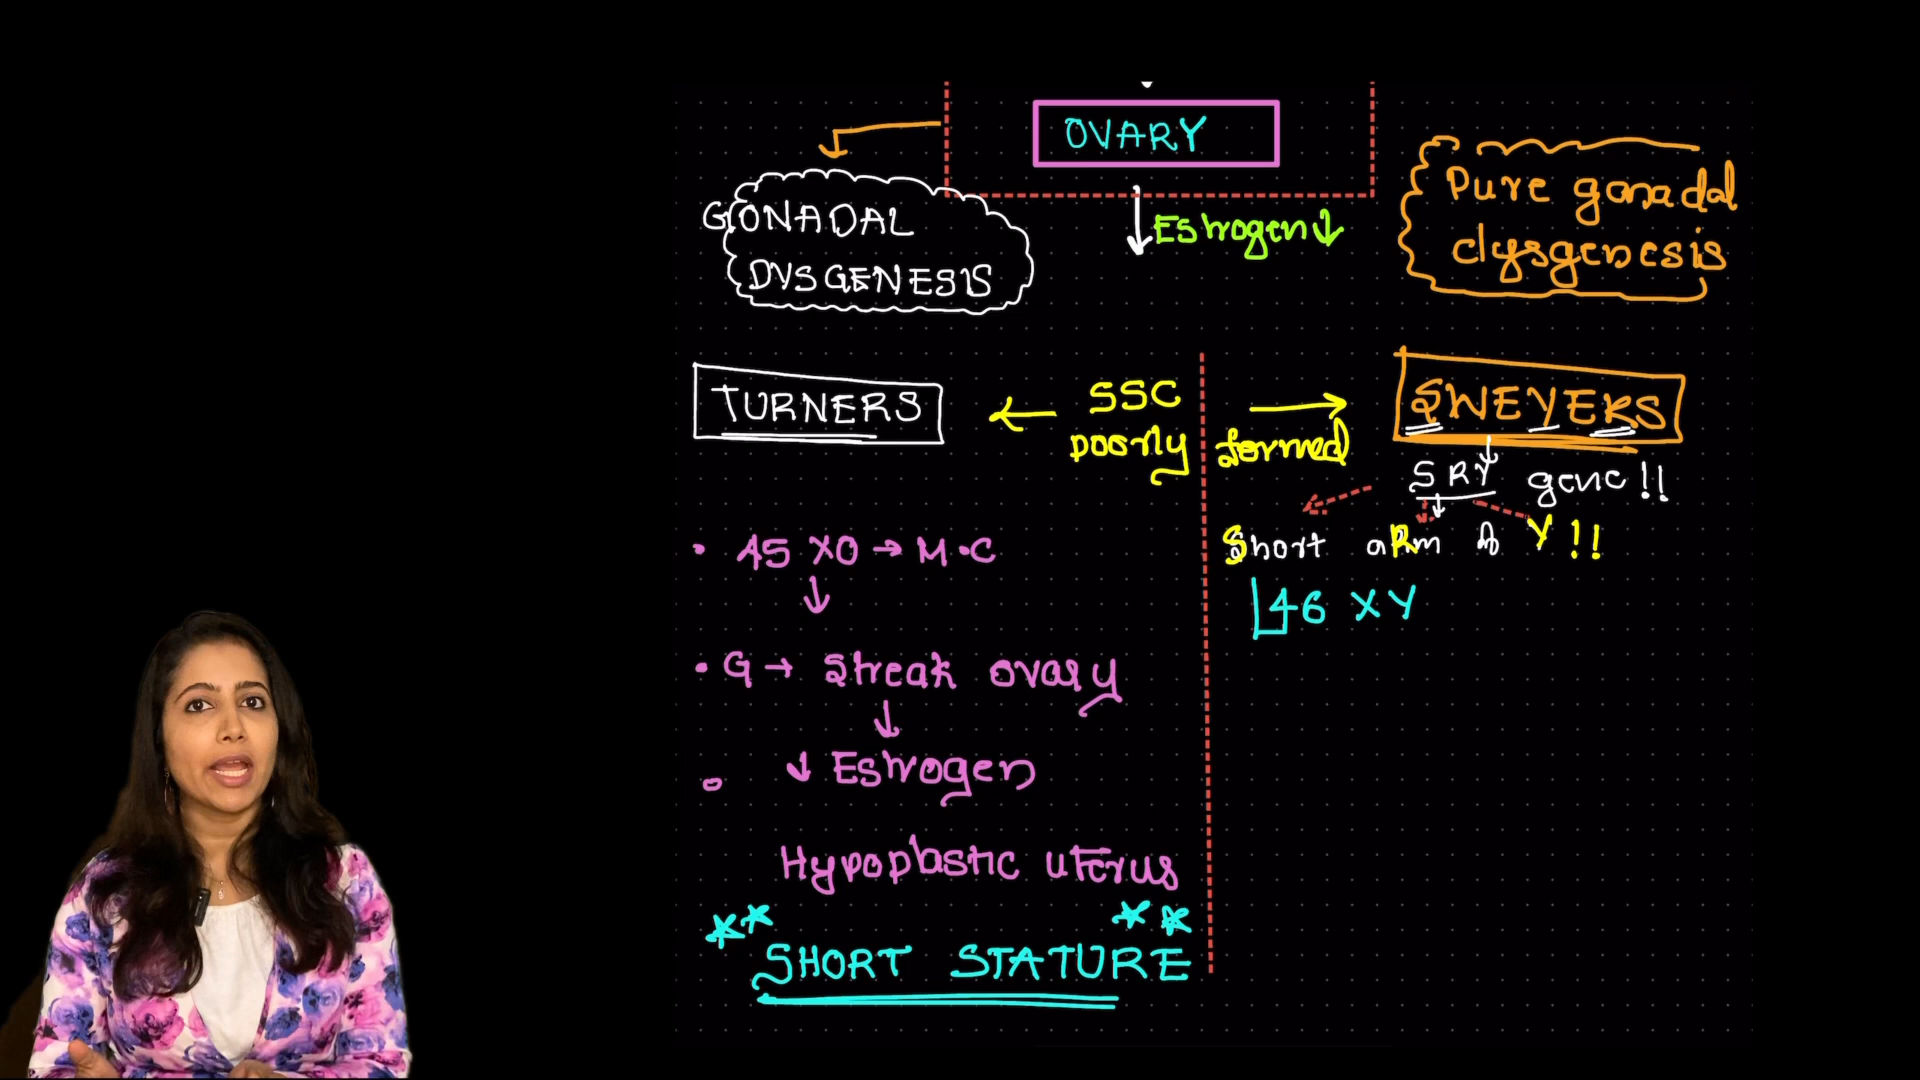 OVARY
Estrogen↓
GONADAL
DYSGENESIS
Pure gonadal
dysgenesis
TURNERS
← SSC →
poorly formed
SWEYERS
SRY gene!!
Short aRm of Y!!
46 XY
• 45 XO → M.C
• G → Streak ovary
↓ Estrogen
Hypoplastic uterus
** SHORT STATURE **